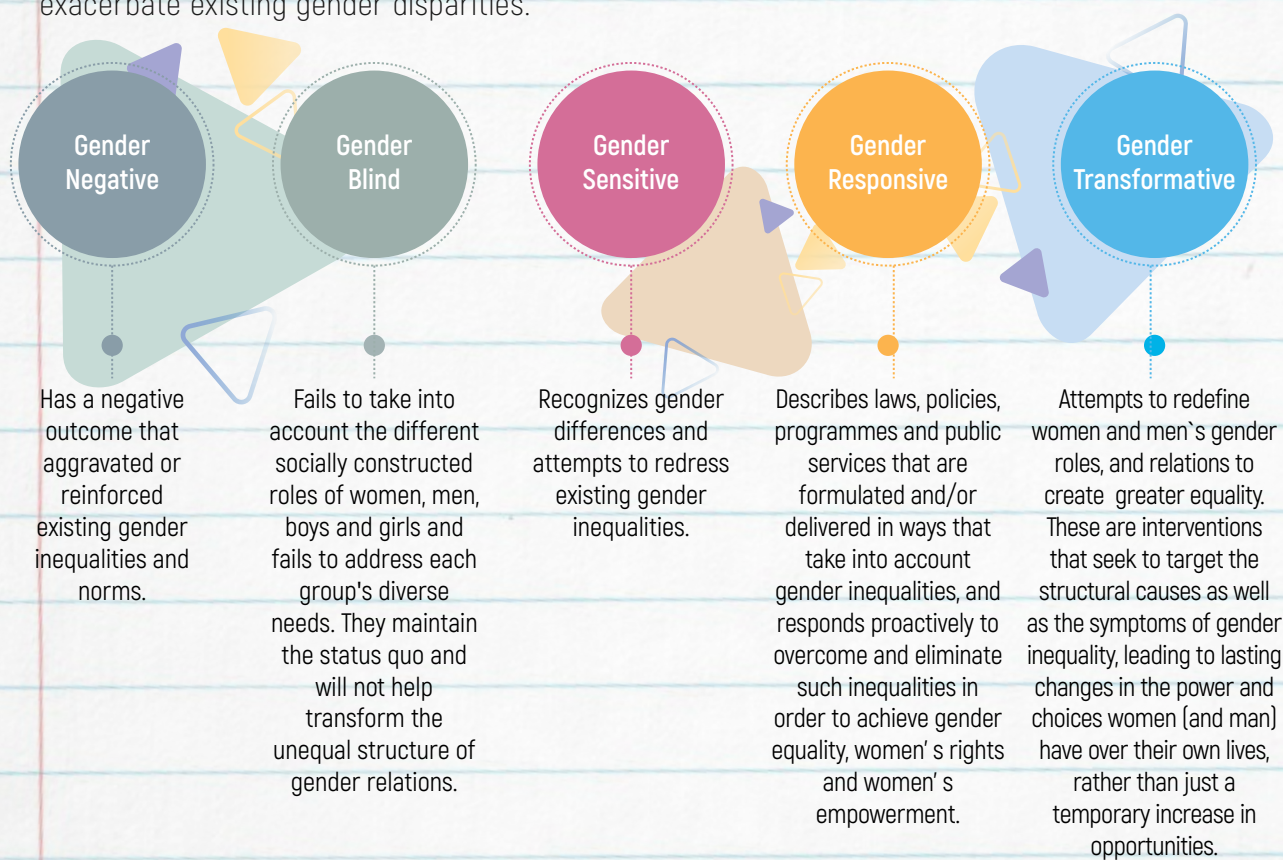 exacerbate existing gender disparities.
Gender
Negative
Gender
Blind
Gender
Sensitive
Gender
Responsive
Gender
Transformative
Has a negative
outcome that
aggravated or
reinforced
existing gender
inequalities and
norms.
Fails to take into
account the different
socially constructed
roles of women, men,
boys and girls and
fails to address each
group's diverse
needs. They maintain
the status quo and
will not help
transform the
unequal structure of
gender relations.
Recognizes gender
differences and
attempts to redress
existing gender
inequalities.
Describes laws, policies,
programmes and public
services that are
formulated and/or
delivered in ways that
take into account
gender inequalities, and
responds proactively to
overcome and eliminate
such inequalities in
order to achieve gender
equality, women' s rights
and women' s
empowerment.
Attempts to redefine
women and men`s gender
roles, and relations to
create  greater equality.
These are interventions
that seek to target the
structural causes as well
as the symptoms of gender
inequality, leading to lasting
changes in the power and
choices women (and man)
have over their own lives,
rather than just a
temporary increase in
opportunities.